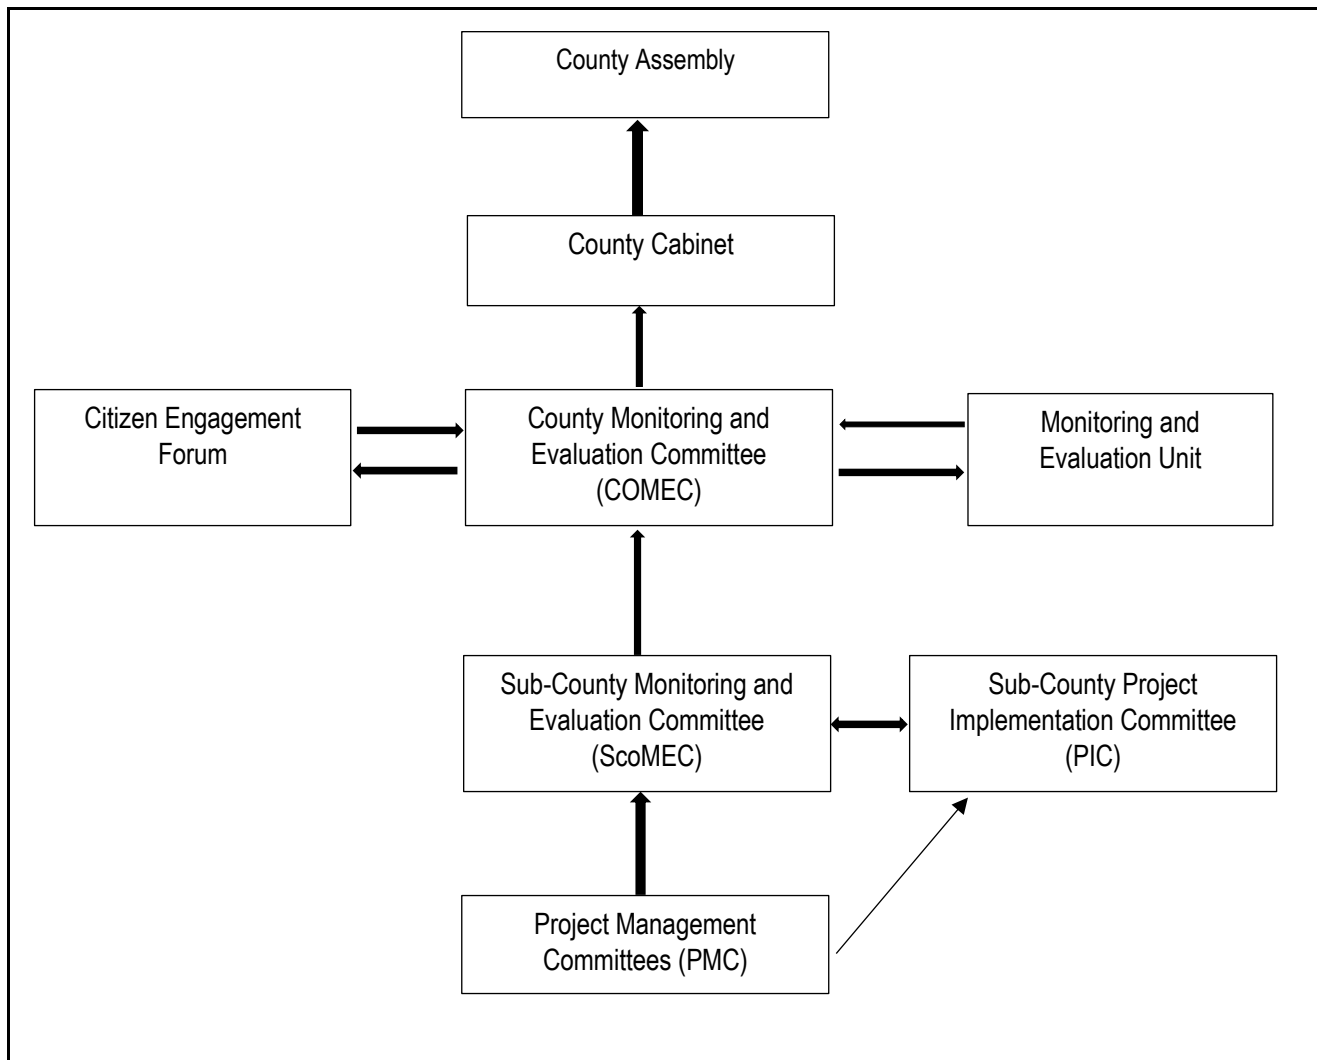 County Assembly
County Cabinet
Citizen Engagement
Forum
County Monitoring and
Evaluation Committee
(COMEC)
Monitoring and
Evaluation Unit
Sub-County Monitoring and
Evaluation Committee
(ScoMEC)
Sub-County Project
Implementation Committee
(PIC)
Project Management
Committees (PMC)